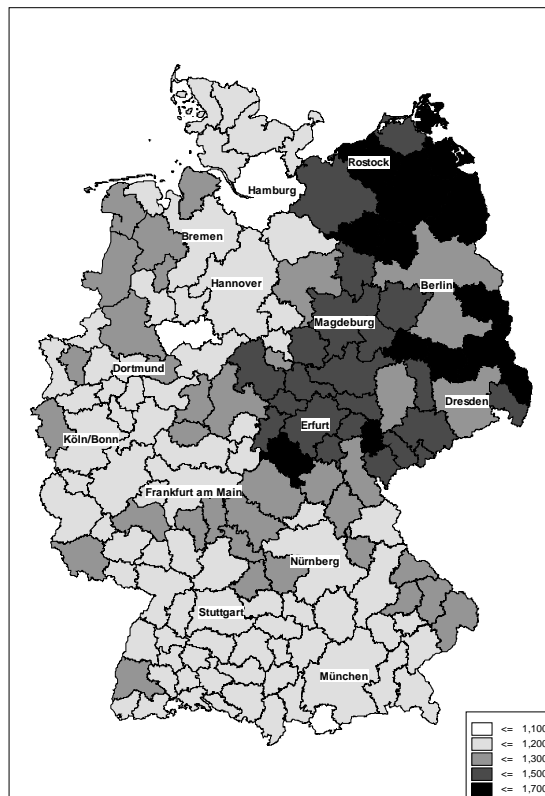 Rostock
Hamburg
Bremen
Hannover
Berlin
Magdeburg
Dortmund
Dresden
Erfurt
Köln/Bonn
Frankfurt am Main
Nürnberg
Stuttgart
München
<= 1,100
<= 1,200
<= 1,300
<= 1,500
<= 1,700